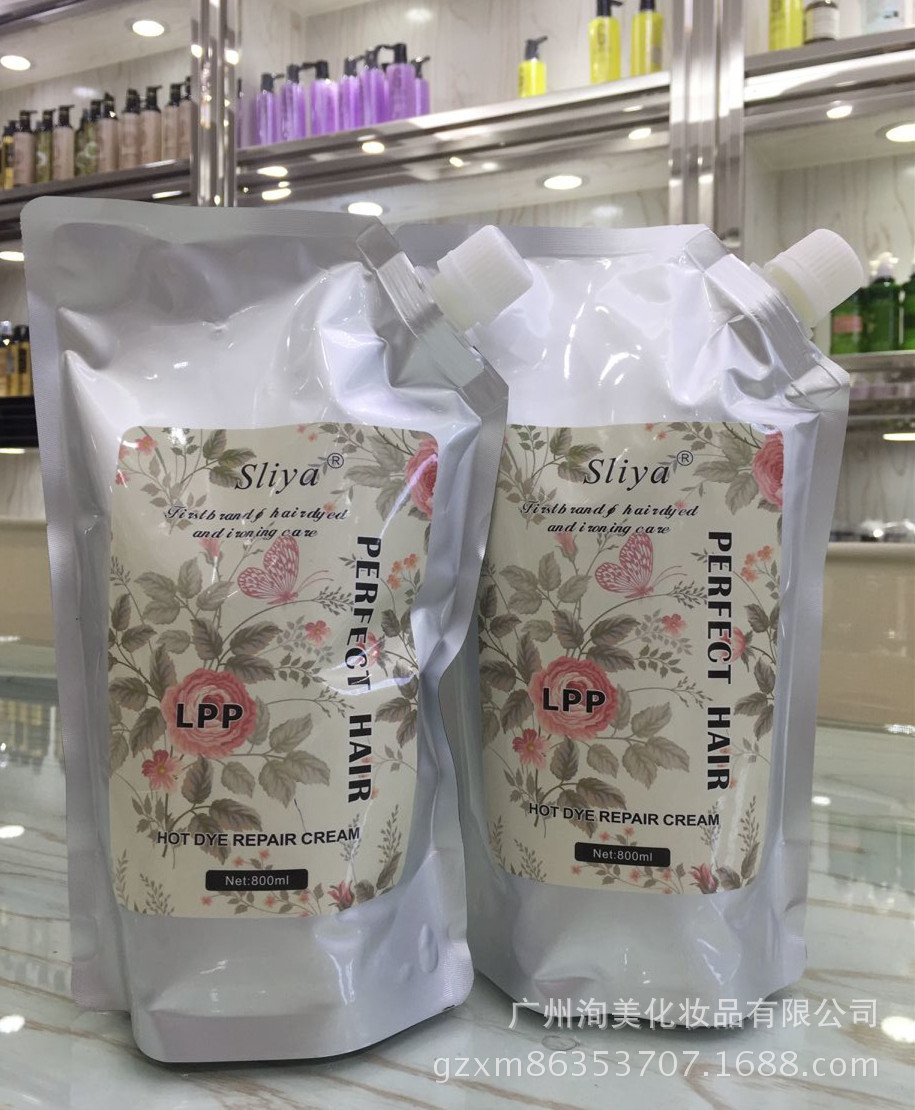 Sliya®
First brand of hairdyed
and ironing care
PERFECT HAIR
LPP
HOT DYE REPAIR CREAM
Net:800ml
Sliya®
First brand of hairdyed
and ironing care
PERFECT HAIR
LPP
HOT DYE REPAIR CREAM
Net:800ml
广州洵美化妆品有限公司
gzxm86353707.1688.com